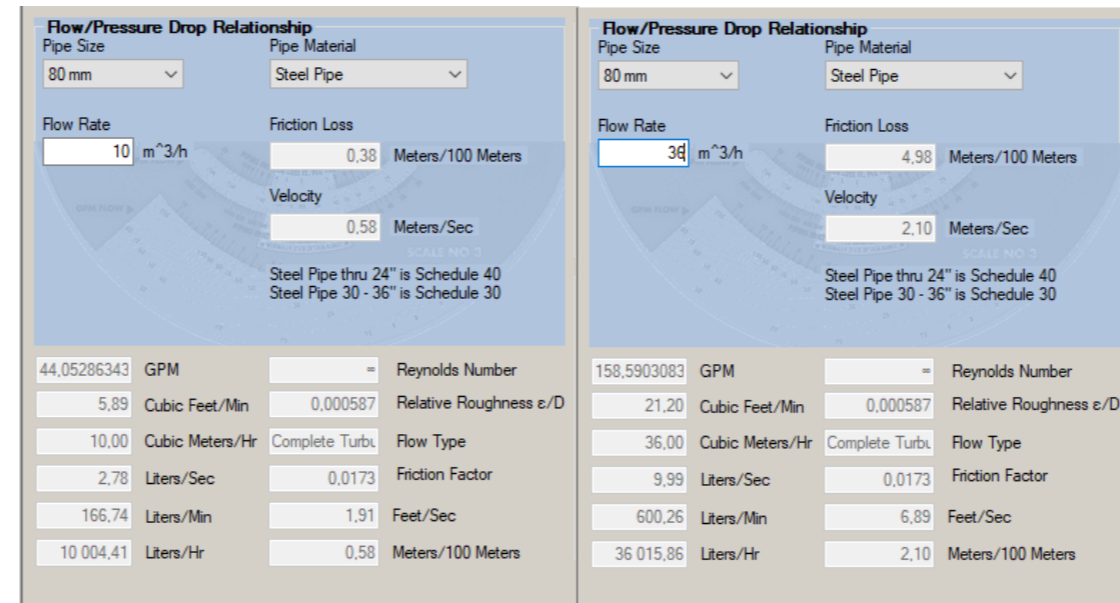 Flow/Pressure Drop Relationship
Pipe Size Pipe Material
80 mm Steel Pipe
Flow Rate Friction Loss
10 m^3/h 0,38 Meters/100 Meters
Velocity
0,58 Meters/Sec
SCALE NO 3
Steel Pipe thru 24" is Schedule 40
Steel Pipe 30 - 36" is Schedule 30
44,05286343 GPM ∞ Reynolds Number
5,89 Cubic Feet/Min 0,000587 Relative Roughness ε/D
10,00 Cubic Meters/Hr Complete Turbu Flow Type
2,78 Liters/Sec 0,0173 Friction Factor
166,74 Liters/Min 1,91 Feet/Sec
10 004,41 Liters/Hr 0,58 Meters/100 Meters
Flow/Pressure Drop Relationship
Pipe Size Pipe Material
80 mm Steel Pipe
Flow Rate Friction Loss
36 m^3/h 4,98 Meters/100 Meters
Velocity
2,10 Meters/Sec
SCALE NO 3
Steel Pipe thru 24" is Schedule 40
Steel Pipe 30 - 36" is Schedule 30
158,5903083 GPM ∞ Reynolds Number
21,20 Cubic Feet/Min 0,000587 Relative Roughness ε/D
36,00 Cubic Meters/Hr Complete Turbu Flow Type
9,99 Liters/Sec 0,0173 Friction Factor
600,26 Liters/Min 6,89 Feet/Sec
36 015,86 Liters/Hr 2,10 Meters/100 Meters